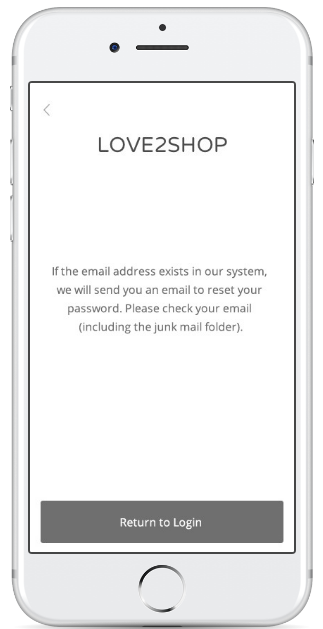 LOVE2SHOP
If the email address exists in our system,
we will send you an email to reset your
password. Please check your email
(including the junk mail folder).
Return to Login